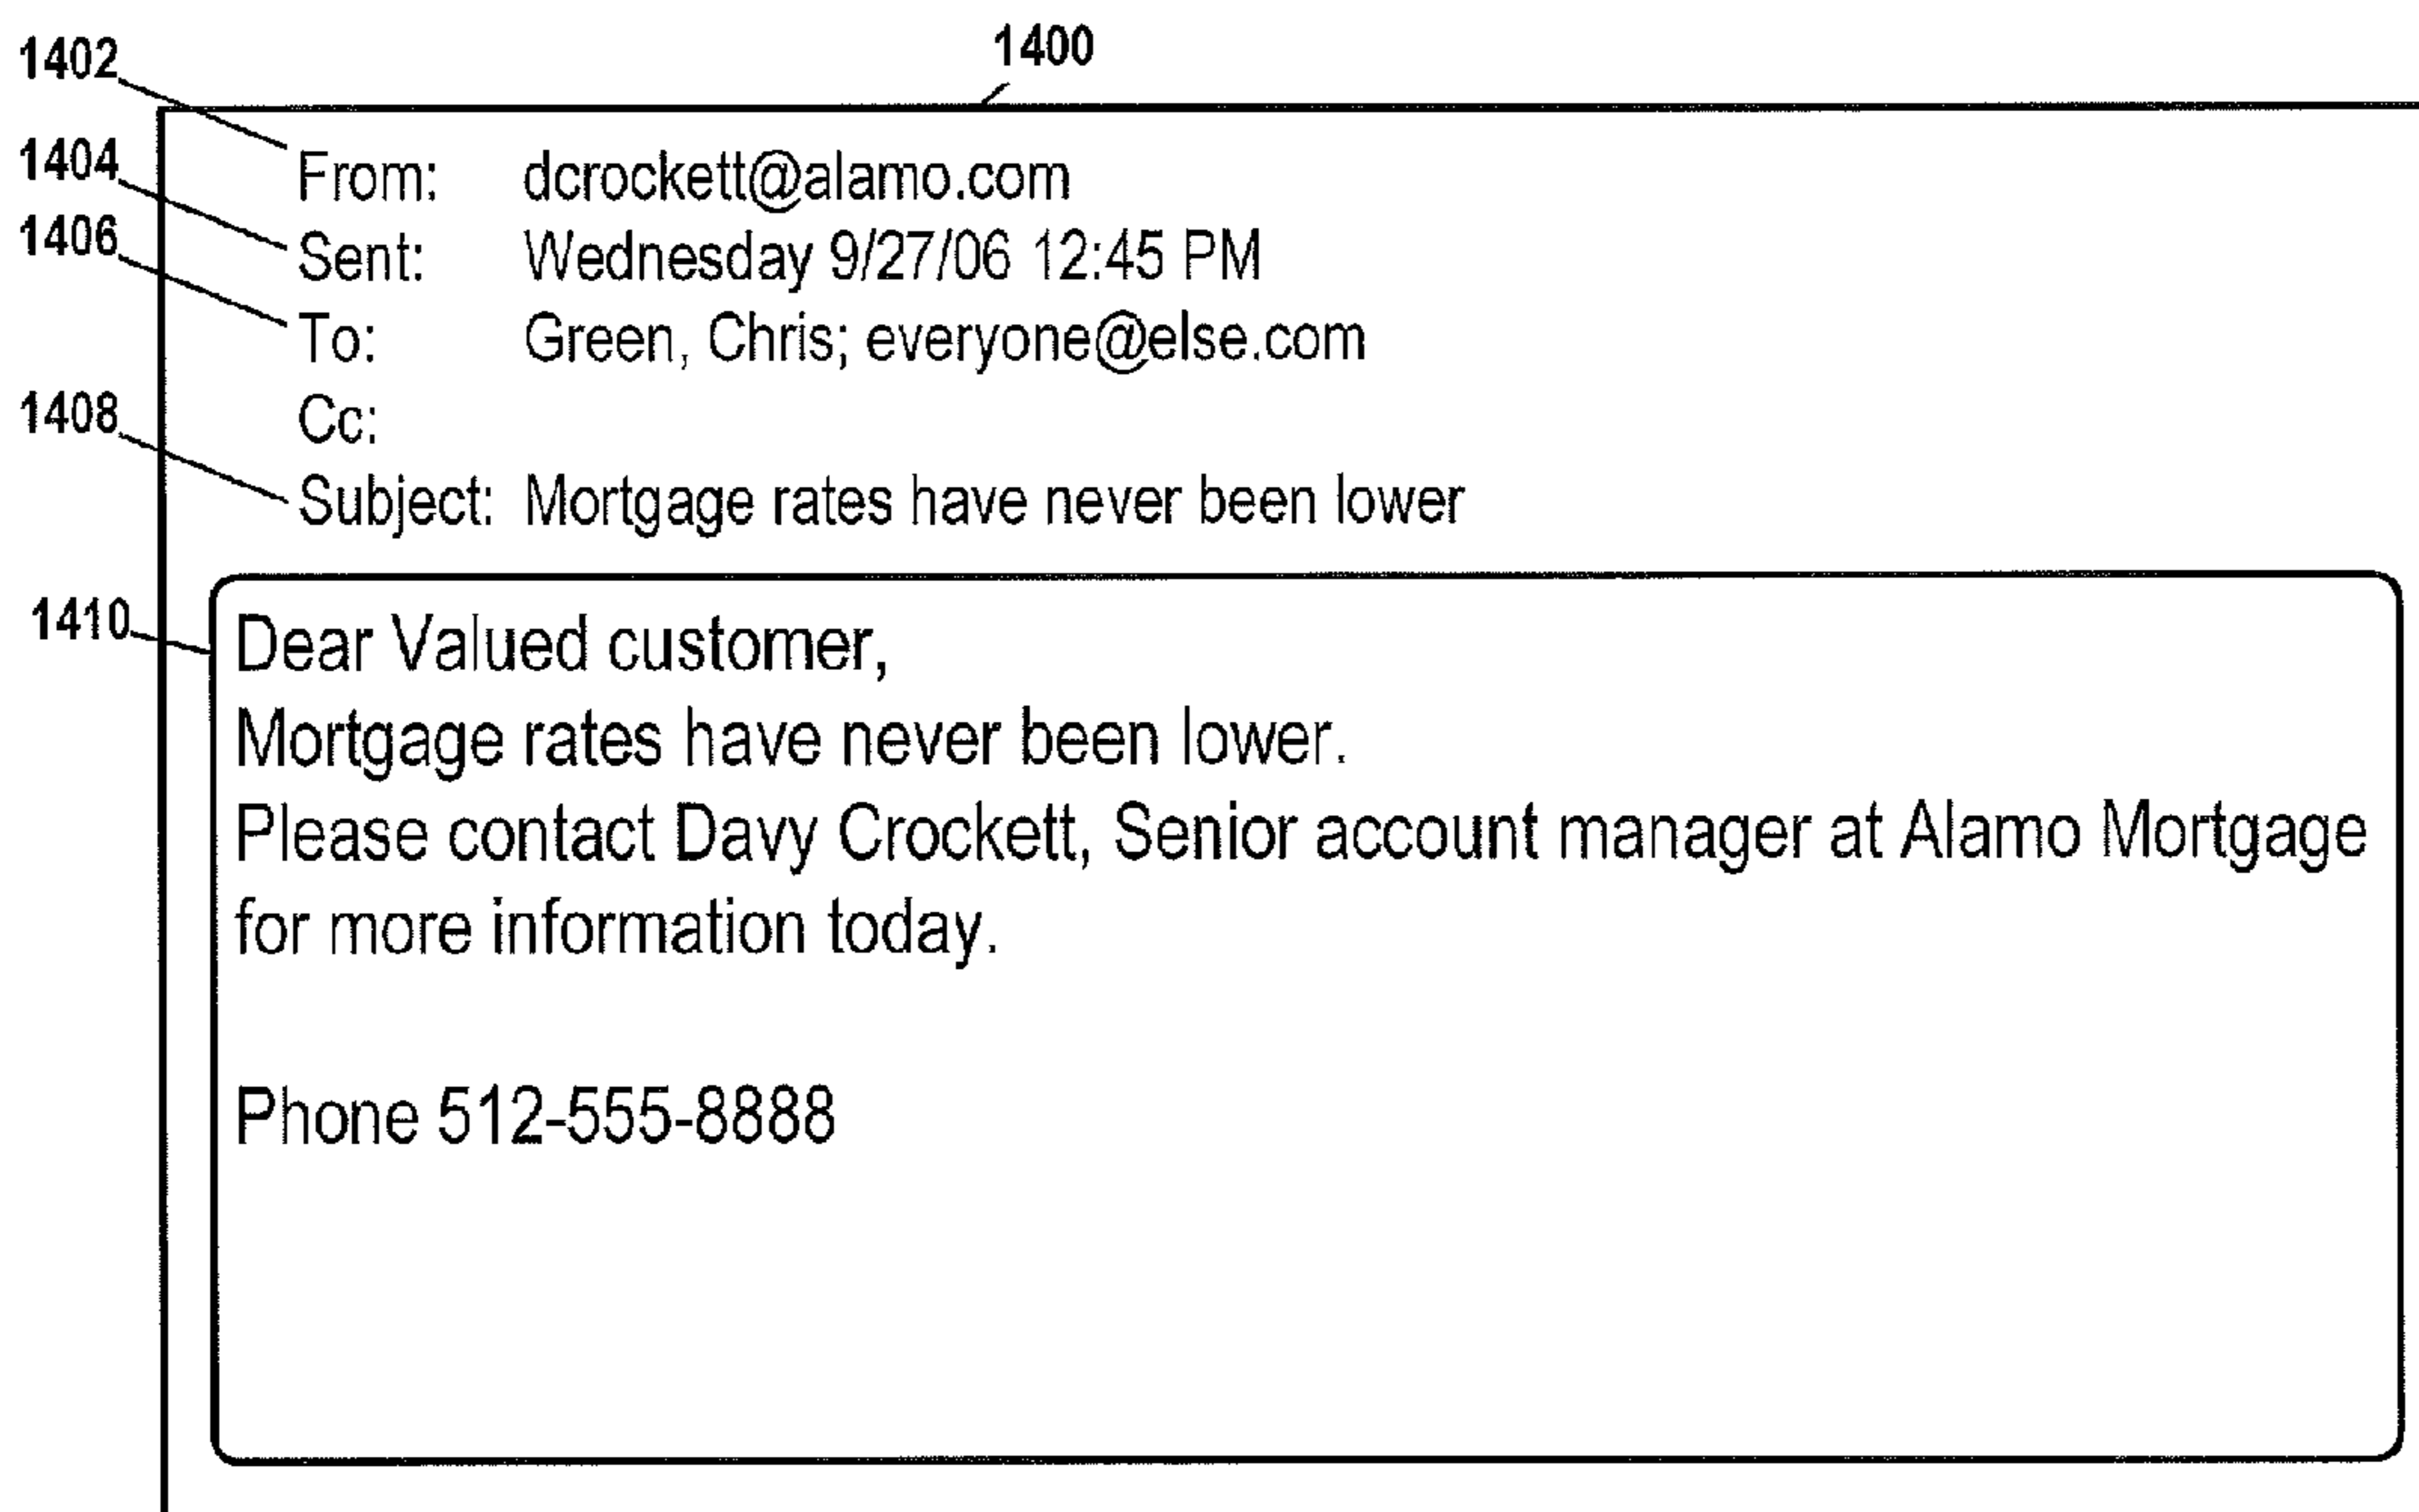 1400
1402
1404 From: dcrockett@alamo.com
1406 Sent: Wednesday 9/27/06 12:45 PM
To: Green, Chris; everyone@else.com
1408 Cc:
Subject: Mortgage rates have never been lower
1410 Dear Valued customer,
Mortgage rates have never been lower.
Please contact Davy Crockett, Senior account manager at Alamo Mortgage
for more information today.
Phone 512-555-8888